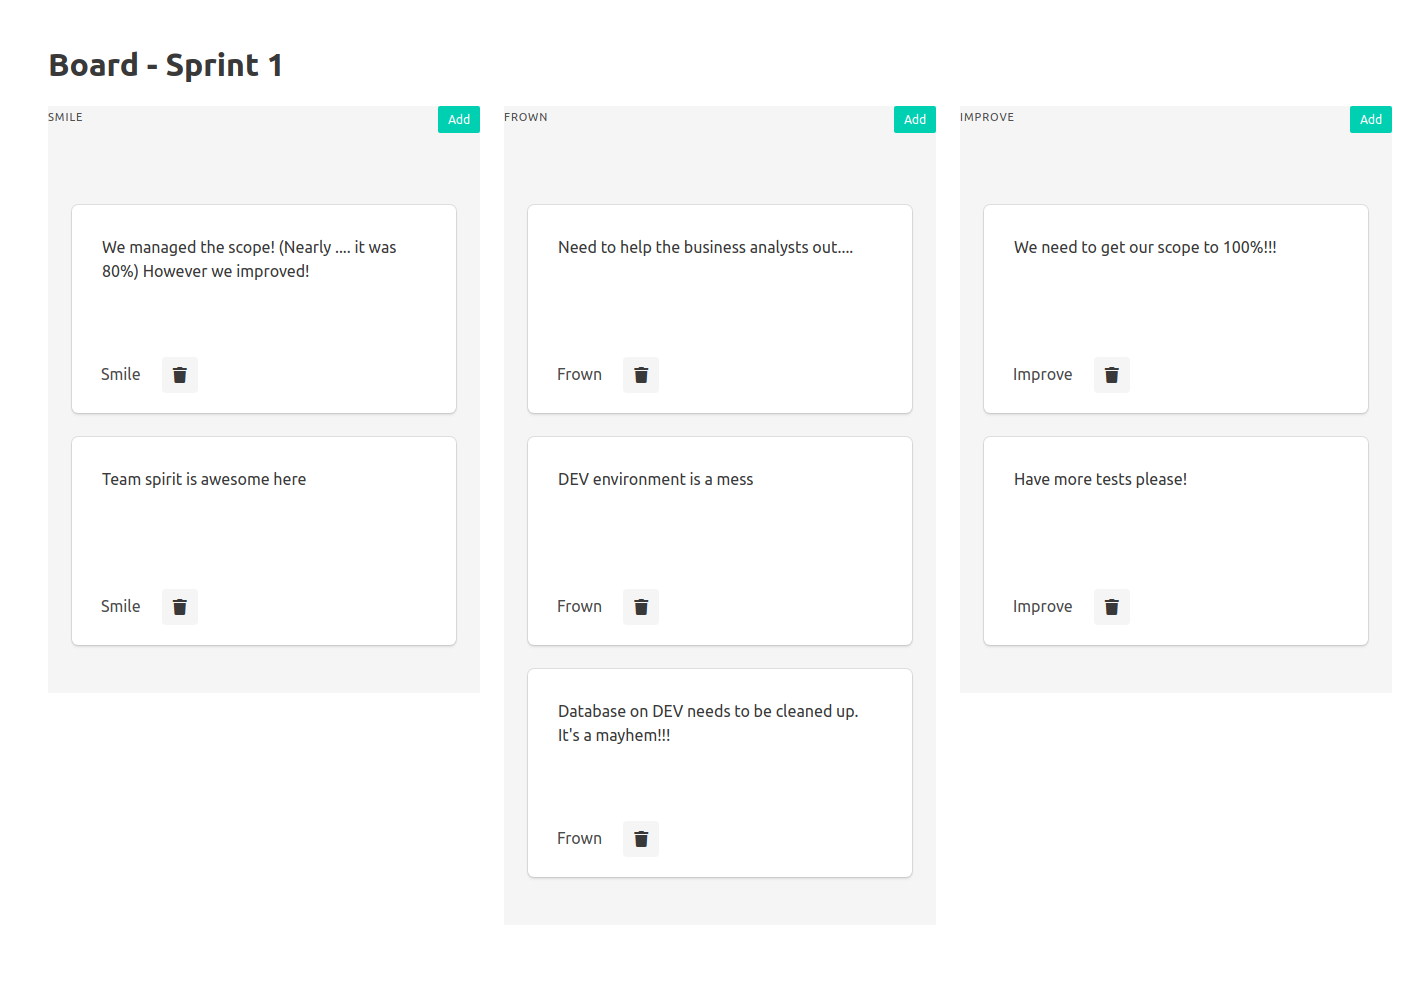 Board - Sprint 1
SMILE
Add
We managed the scope! (Nearly .... it was
80%) However we improved!
Smile
Team spirit is awesome here
Smile
FROWN
Add
Need to help the business analysts out....
Frown
DEV environment is a mess
Frown
Database on DEV needs to be cleaned up.
It's a mayhem!!!
Frown
IMPROVE
Add
We need to get our scope to 100%!!!
Improve
Have more tests please!
Improve